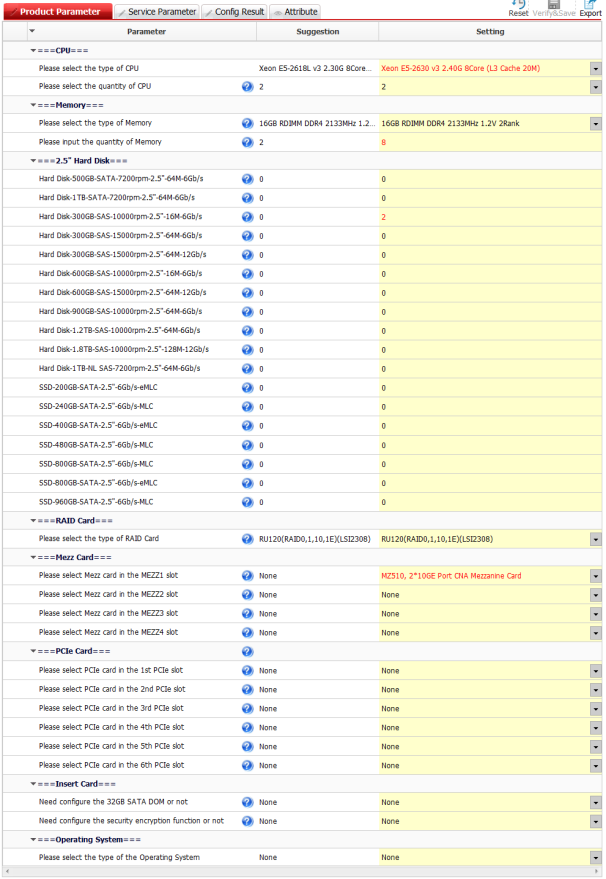 Product Parameter Service Parameter Config Result Attribute Reset Verify&Save Export
Parameter Suggestion Setting
===CPU===
Please select the type of CPU Xeon E5-2618L v3 2.30G 8Core... Xeon E5-2630 v3 2.40G 8Core (L3 Cache 20M)
Please select the quantity of CPU 2 2
===Memory===
Please select the type of Memory 16GB RDIMM DDR4 2133MHz 1.2... 16GB RDIMM DDR4 2133MHz 1.2V 2Rank
Please input the quantity of Memory 2 8
===2.5" Hard Disk===
Hard Disk-500GB-SATA-7200rpm-2.5"-64M-6Gb/s 0 0
Hard Disk-1TB-SATA-7200rpm-2.5"-64M-6Gb/s 0 0
Hard Disk-300GB-SAS-10000rpm-2.5"-16M-6Gb/s 0 2
Hard Disk-300GB-SAS-15000rpm-2.5"-64M-6Gb/s 0 0
Hard Disk-300GB-SAS-15000rpm-2.5"-64M-12Gb/s 0 0
Hard Disk-600GB-SAS-10000rpm-2.5"-16M-6Gb/s 0 0
Hard Disk-600GB-SAS-15000rpm-2.5"-64M-12Gb/s 0 0
Hard Disk-900GB-SAS-10000rpm-2.5"-64M-6Gb/s 0 0
Hard Disk-1.2TB-SAS-10000rpm-2.5"-64M-6Gb/s 0 0
Hard Disk-1.8TB-SAS-10000rpm-2.5"-128M-12Gb/s 0 0
Hard Disk-1TB-NL SAS-7200rpm-2.5"-64M-6Gb/s 0 0
SSD-200GB-SATA-2.5"-6Gb/s-eMLC 0 0
SSD-240GB-SATA-2.5"-6Gb/s-MLC 0 0
SSD-400GB-SATA-2.5"-6Gb/s-eMLC 0 0
SSD-480GB-SATA-2.5"-6Gb/s-MLC 0 0
SSD-800GB-SATA-2.5"-6Gb/s-MLC 0 0
SSD-800GB-SATA-2.5"-6Gb/s-eMLC 0 0
SSD-960GB-SATA-2.5"-6Gb/s-MLC 0 0
===RAID Card===
Please select the type of RAID Card RU120(RAID0,1,10,1E)(LSI2308) RU120(RAID0,1,10,1E)(LSI2308)
===Mezz Card===
Please select Mezz card in the MEZZ1 slot None MZ510, 2*10GE Port CNA Mezzanine Card
Please select Mezz card in the MEZZ2 slot None None
Please select Mezz card in the MEZZ3 slot None None
Please select Mezz card in the MEZZ4 slot None None
===PCIe Card===
Please select PCIe card in the 1st PCIe slot None None
Please select PCIe card in the 2nd PCIe slot None None
Please select PCIe card in the 3rd PCIe slot None None
Please select PCIe card in the 4th PCIe slot None None
Please select PCIe card in the 5th PCIe slot None None
Please select PCIe card in the 6th PCIe slot None None
===Insert Card===
Need configure the 32GB SATA DOM or not None None
Need configure the security encryption function or not None None
===Operating System===
Please select the type of the Operating System None None